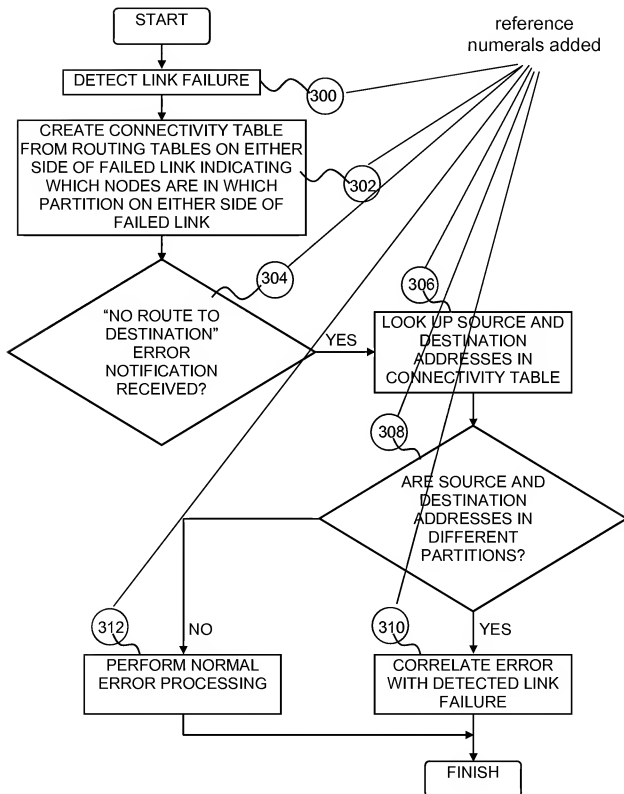 START
reference
numerals added
DETECT LINK FAILURE
300
CREATE CONNECTIVITY TABLE
FROM ROUTING TABLES ON EITHER
SIDE OF FAILED LINK INDICATING
WHICH NODES ARE IN WHICH
PARTITION ON EITHER SIDE OF
FAILED LINK
302
304
"NO ROUTE TO
DESTINATION"
ERROR
NOTIFICATION
RECEIVED?
YES
306
LOOK UP SOURCE AND
DESTINATION
ADDRESSES IN
CONNECTIVITY TABLE
308
ARE SOURCE AND
DESTINATION
ADDRESSES IN
DIFFERENT
PARTITIONS?
NO
YES
312
PERFORM NORMAL
ERROR PROCESSING
310
CORRELATE ERROR
WITH DETECTED LINK
FAILURE
FINISH